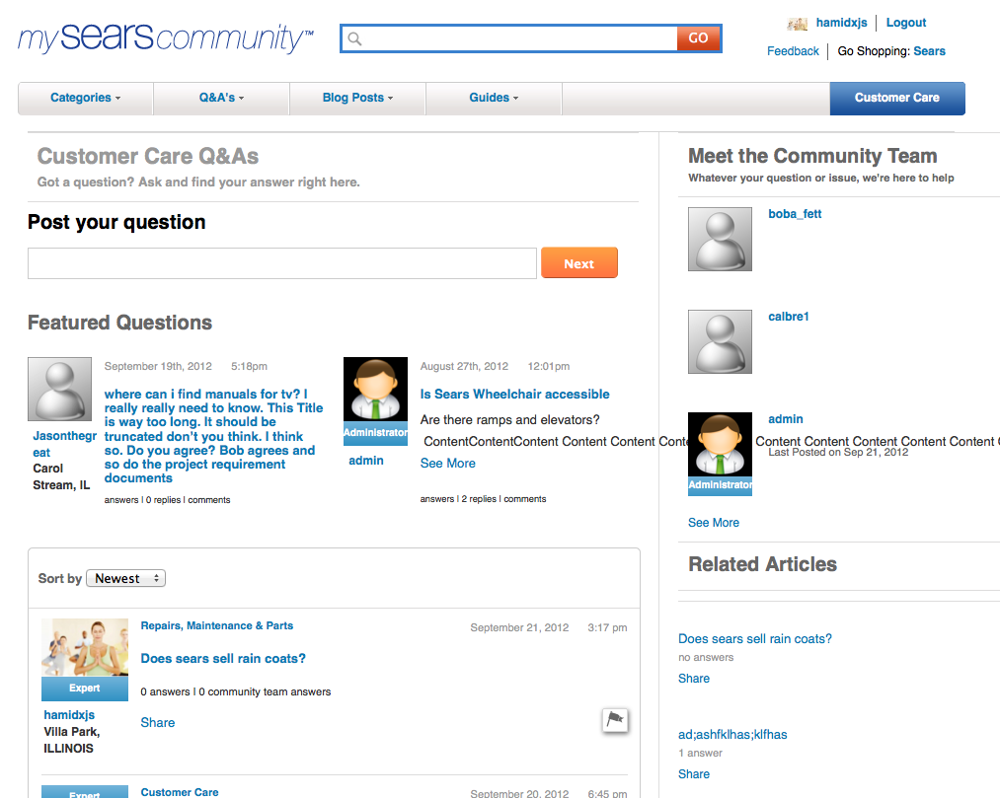 mySearscommunity™
GO
hamidxjs Logout
Feedback Go Shopping: Sears
Categories
Q&A's
Blog Posts
Guides
Customer Care
Customer Care Q&As
Got a question? Ask and find your answer right here.
Post your question
Next
Featured Questions
Jasonthegr
eat
Carol
Stream, IL
September 19th, 2012 5:18pm
where can i find manuals for tv? I
really really need to know. This Title
is way too long. It should be
truncated don't you think. I think
so. Do you agree? Bob agrees and
so do the project requirement
documents
answers | 0 replies | comments
Administrator
admin
August 27th, 2012 12:01pm
Is Sears Wheelchair accessible
Are there ramps and elevators?
ContentContentContent Content Content Conte Content Content Content Content Content
See More
answers | 2 replies | comments
Sort by Newest
Expert
hamidxjs
Villa Park,
ILLINOIS
Repairs, Maintenance & Parts
September 21, 2012 3:17 pm
Does sears sell rain coats?
0 answers | 0 community team answers
Share
Expert
Customer Care
September 20, 2012 6:45 pm
Meet the Community Team
Whatever your question or issue, we're here to help
boba_fett
calbre1
admin
Last Posted on Sep 21, 2012
Administrator
See More
Related Articles
Does sears sell rain coats?
no answers
Share
ad;ashfklhas;klfhas
1 answer
Share